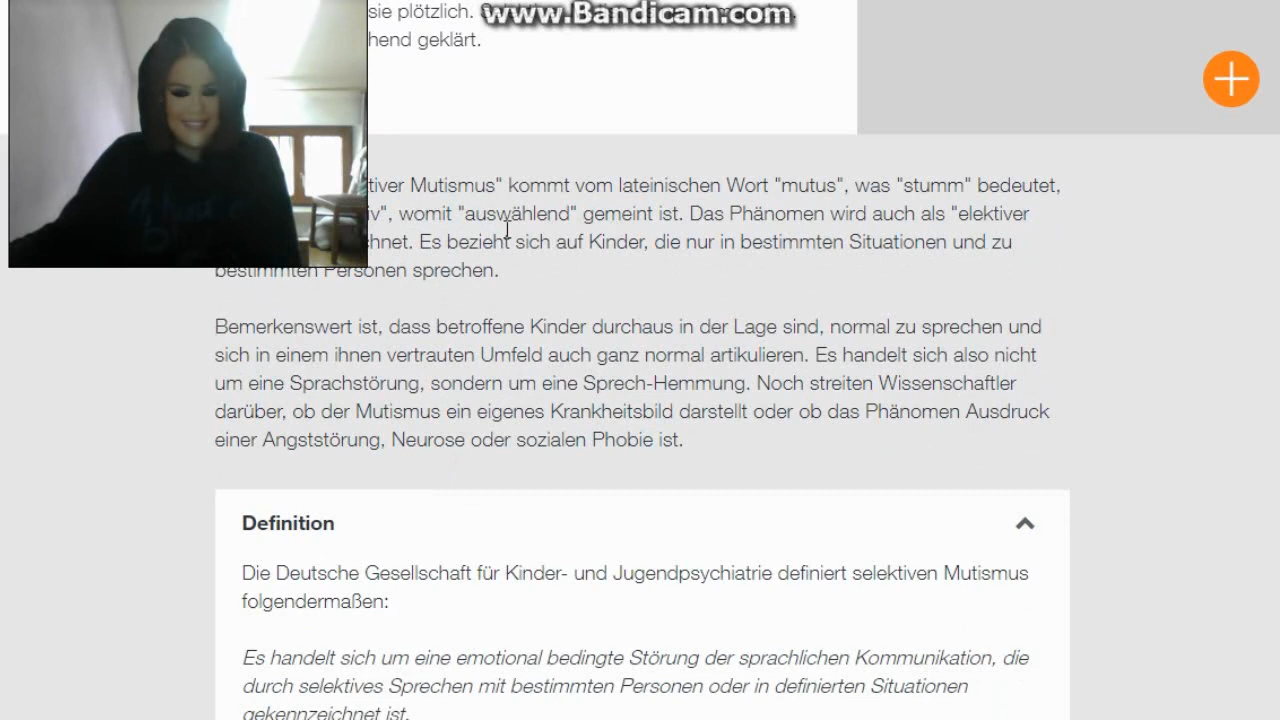 www.Bandicam.com
sie plötzlich.
hend geklärt.
tiver Mutismus" kommt vom lateinischen Wort "mutus", was "stumm" bedeutet,
iv", womit "auswählend" gemeint ist. Das Phänomen wird auch als "elektiver
chnet. Es bezieht sich auf Kinder, die nur in bestimmten Situationen und zu
bestimmten Personen sprechen.
Bemerkenswert ist, dass betroffene Kinder durchaus in der Lage sind, normal zu sprechen und
sich in einem ihnen vertrauten Umfeld auch ganz normal artikulieren. Es handelt sich also nicht
um eine Sprachstörung, sondern um eine Sprech-Hemmung. Noch streiten Wissenschaftler
darüber, ob der Mutismus ein eigenes Krankheitsbild darstellt oder ob das Phänomen Ausdruck
einer Angststörung, Neurose oder sozialen Phobie ist.
Definition
Die Deutsche Gesellschaft für Kinder- und Jugendpsychiatrie definiert selektiven Mutismus
folgendermaßen:
Es handelt sich um eine emotional bedingte Störung der sprachlichen Kommunikation, die
durch selektives Sprechen mit bestimmten Personen oder in definierten Situationen
gekennzeichnet ist.